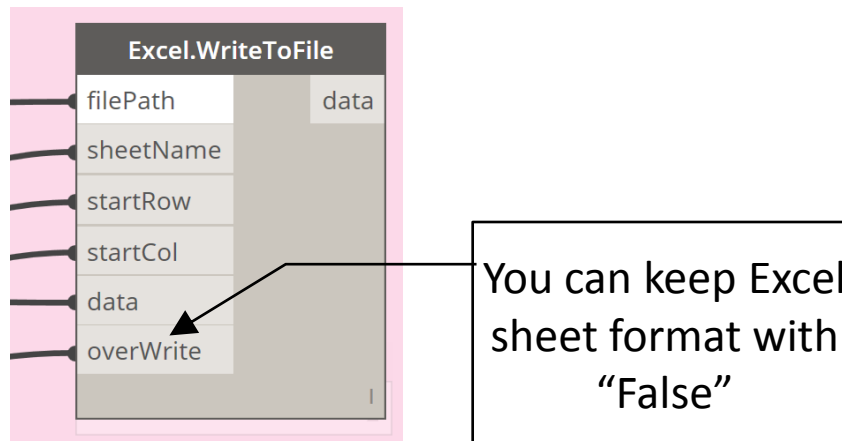 Excel.WriteToFile
filePath
data
sheetName
startRow
startCol
data
overWrite
I
You can keep Excel
sheet format with
“False”